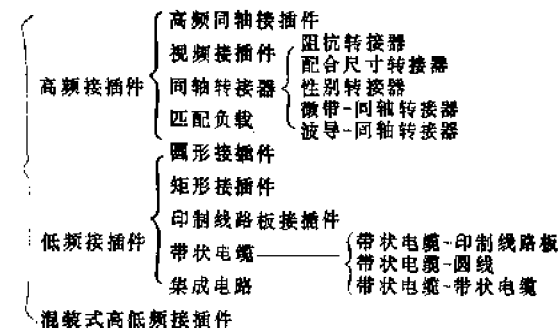 高频同轴接插件
视频接插件
阻抗转接器
配合尺寸转接器
高频接插件
同轴转接器
性别转接器
微带-同轴转接器
匹配负载
波导-同轴转接器
圆形接插件
矩形接插件
印制线路板接插件
低频接插件
带状电缆
带状电缆-印制线路板
带状电缆-圆线
集成电路
带状电缆-带状电缆
混装式高低频接插件